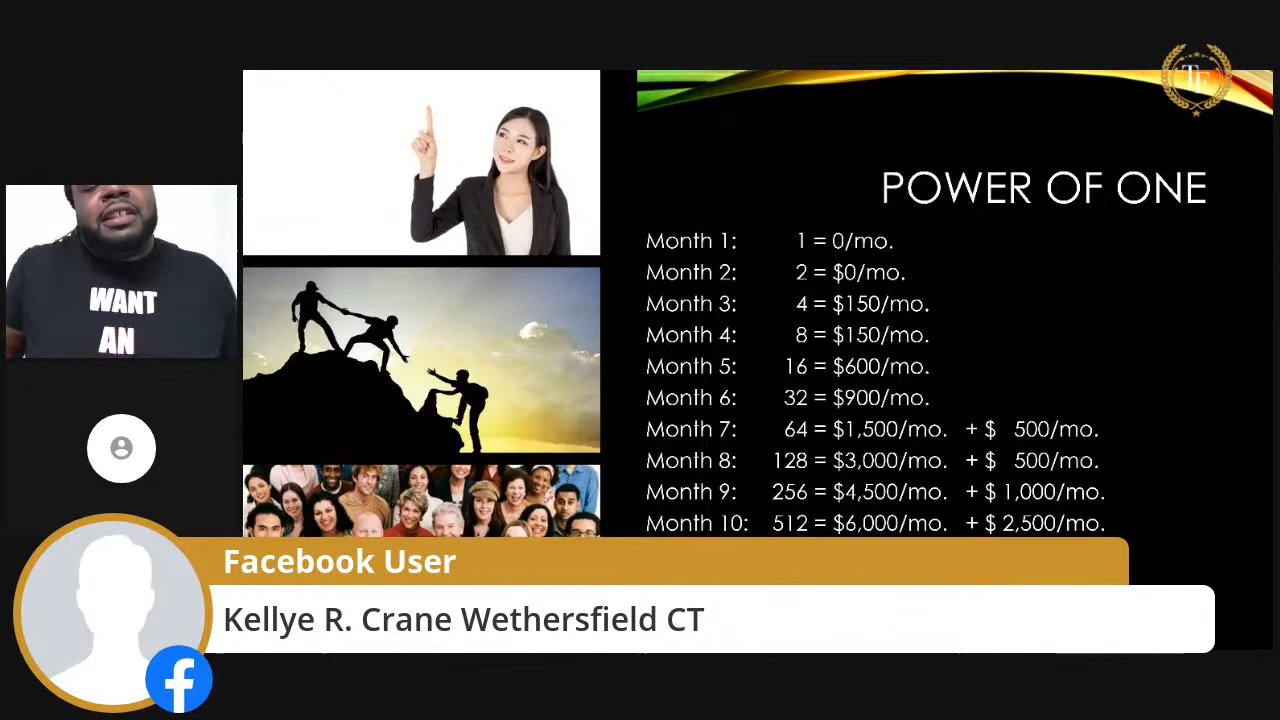 TF
POWER OF ONE
WANT
AN
Month 1: 1 = 0/mo.
Month 2: 2 = $0/mo.
Month 3: 4 = $150/mo.
Month 4: 8 = $150/mo.
Month 5: 16 = $600/mo.
Month 6: 32 = $900/mo.
Month 7: 64 = $1,500/mo. + $ 500/mo.
Month 8: 128 = $3,000/mo. + $ 500/mo.
Month 9: 256 = $4,500/mo. + $ 1,000/mo.
Month 10: 512 = $6,000/mo. + $ 2,500/mo.
Facebook User
Kellye R. Crane Wethersfield CT